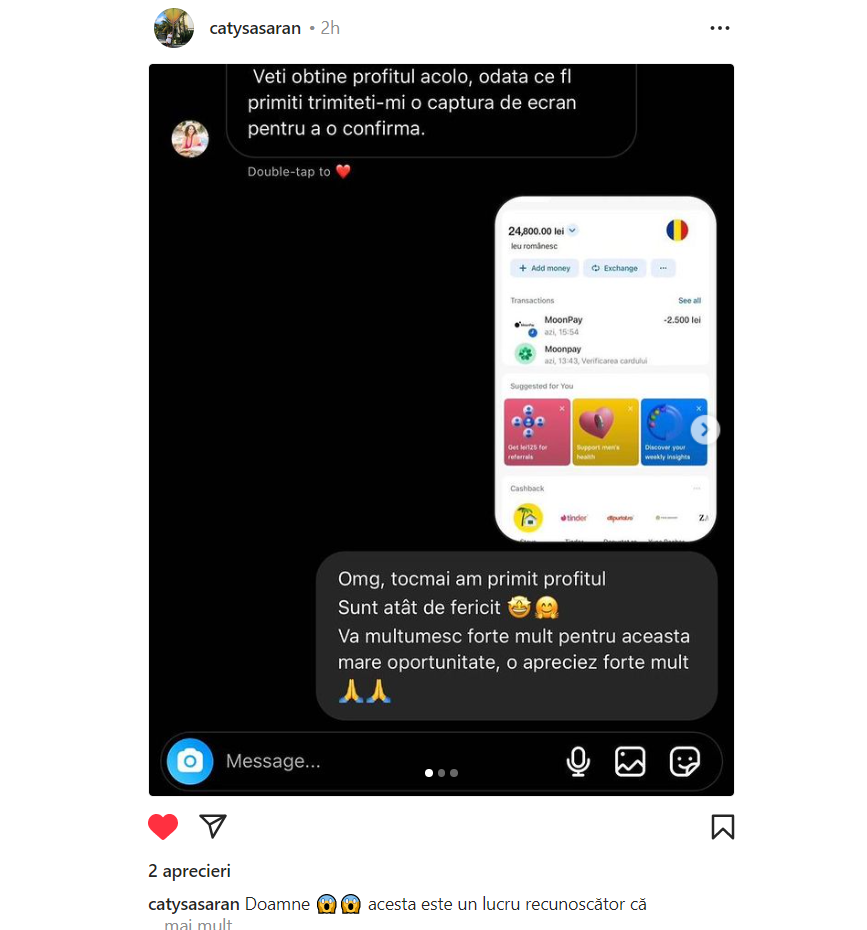 catysasaran • 2h
Veti obtine profitul acolo, odata ce fl
primiti trimiteti-mi o captura de ecran
pentru a o confirma.
Double-tap to ❤️
24,800.00 lei
leu românesc
+ Add money
Exchange
...
Transactions
See all
MoonPay
-2.500 lei
azi, 15:54
Moonpay
azi, 13:43, Verificarea cardului
Suggested for You
Get lei125 for
referrals
Support men's
health
Discover your
weekly insights
Cashback
...
tinder
elefant.ro
Omg, tocmai am primit profitul
Sunt atât de fericit 🤩🤗
Va multumesc forte mult pentru aceasta
mare oportunitate, o apreciez forte mult
🙏🙏
Message...
2 aprecieri
catysasaran Doamne 😱😱 acesta este un lucru recunoscător că
... mai mult